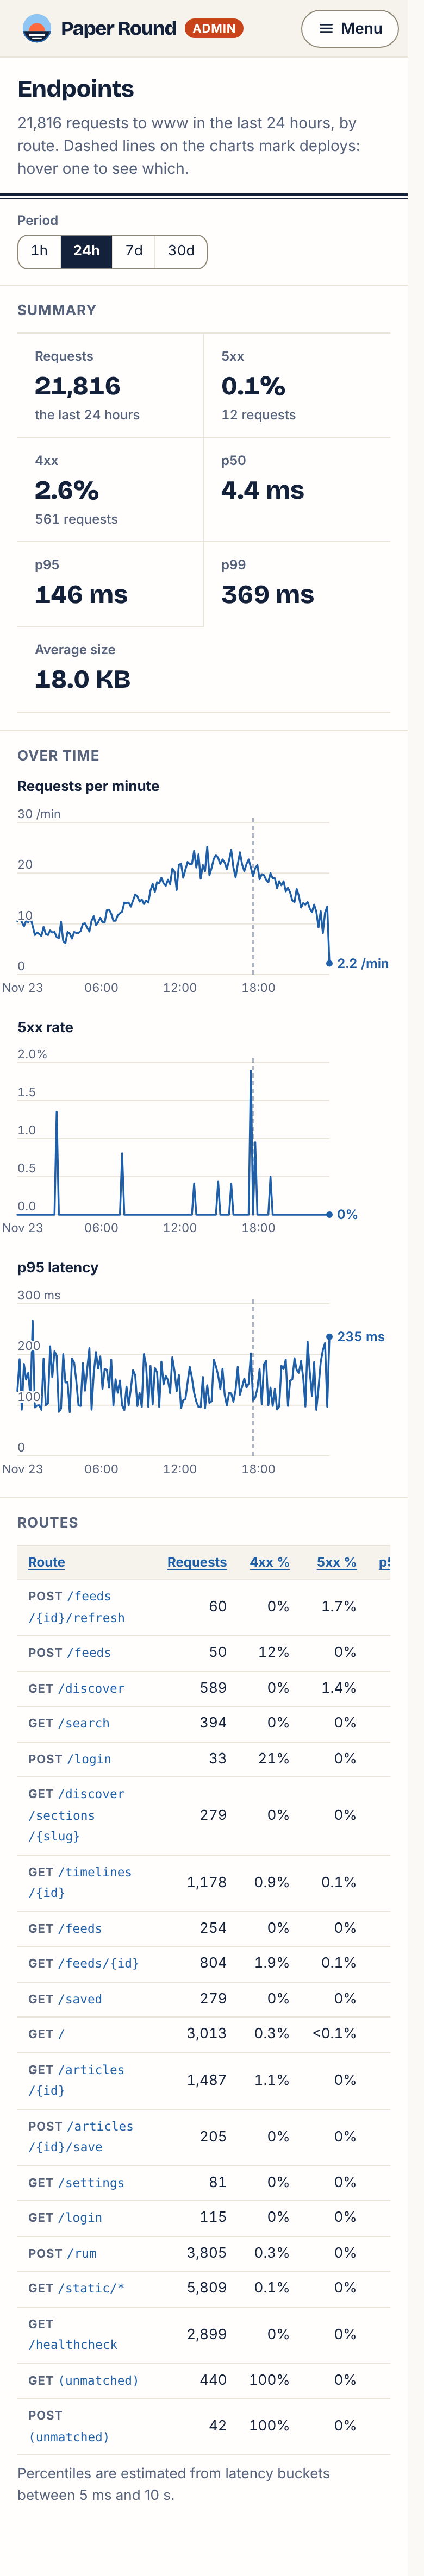 Paper Round ADMIN Menu
Endpoints
21,816 requests to www in the last 24 hours, by
route. Dashed lines on the charts mark deploys:
hover one to see which.
Period
1h 24h 7d 30d
SUMMARY
Requests 5xx
21,816 0.1%
the last 24 hours 12 requests
4xx p50
2.6% 4.4 ms
561 requests
p95 p99
146 ms 369 ms
Average size
18.0 KB
OVER TIME
Requests per minute
30 /min
20
10
0
2.2 /min
Nov 23 06:00 12:00 18:00
5xx rate
2.0%
1.5
1.0
0.5
0.0
0%
Nov 23 06:00 12:00 18:00
p95 latency
300 ms
235 ms
200
100
0
Nov 23 06:00 12:00 18:00
ROUTES
Route Requests 4xx % 5xx %
POST /feeds
/{id}/refresh 60 0% 1.7%
POST /feeds 50 12% 0%
GET /discover 589 0% 1.4%
GET /search 394 0% 0%
POST /login 33 21% 0%
GET /discover
/sections 279 0% 0%
/{slug}
GET /timelines
/{id} 1,178 0.9% 0.1%
GET /feeds 254 0% 0%
GET /feeds/{id} 804 1.9% 0.1%
GET /saved 279 0% 0%
GET / 3,013 0.3% <0.1%
GET /articles
/{id} 1,487 1.1% 0%
POST /articles
/{id}/save 205 0% 0%
GET /settings 81 0% 0%
GET /login 115 0% 0%
POST /rum 3,805 0.3% 0%
GET /static/* 5,809 0.1% 0%
GET
/healthcheck 2,899 0% 0%
GET (unmatched) 440 100% 0%
POST
(unmatched) 42 100% 0%
Percentiles are estimated from latency buckets
between 5 ms and 10 s.